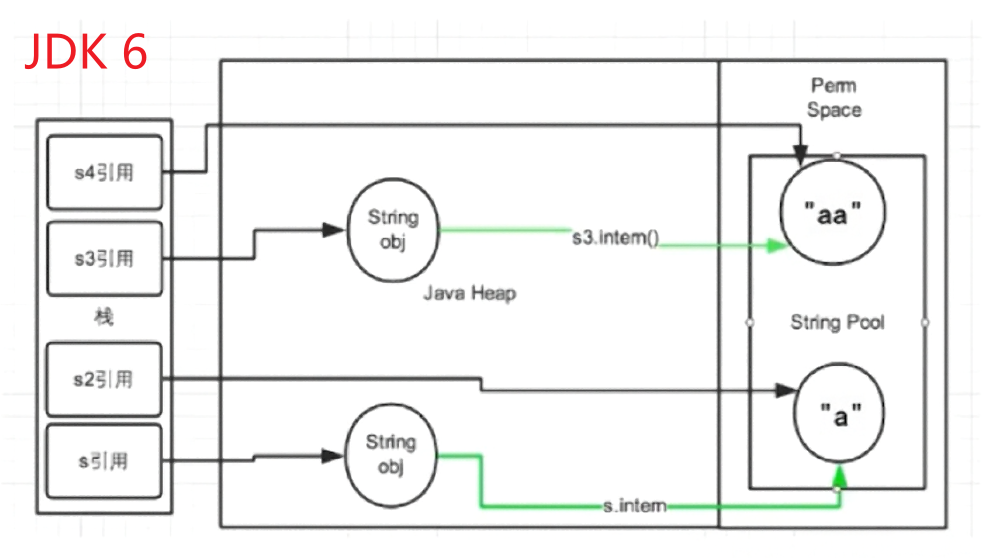 JDK 6
Perm
Space
s4引用
"aa"
String
obj
s3.intern()
s3引用
Java Heap
栈
String Pool
s2引用
"a"
String
obj
s引用
s.intern